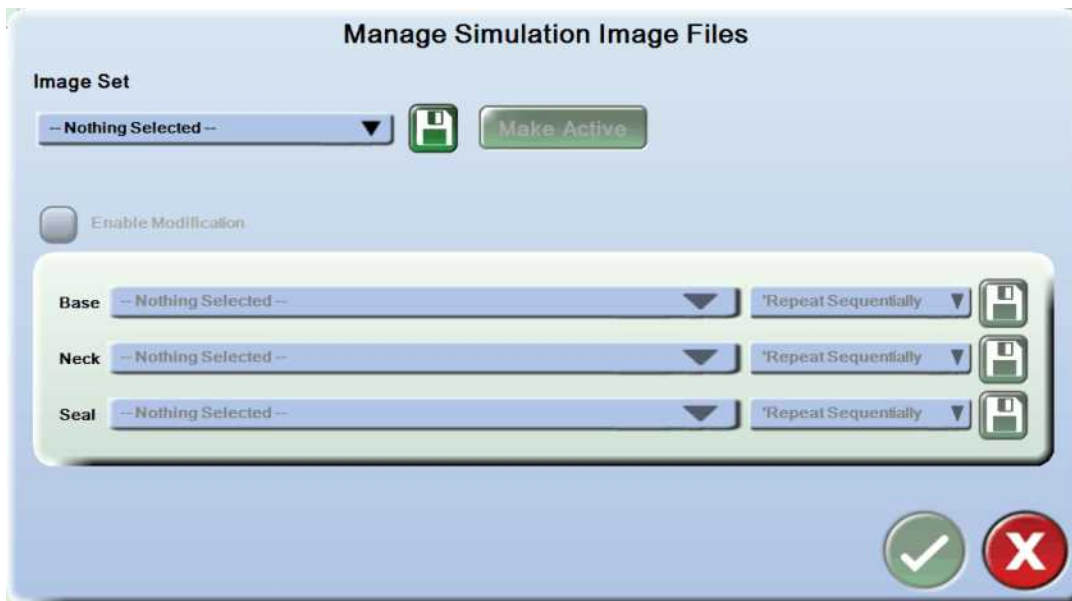 Manage Simulation Image Files
Image Set
-- Nothing Selected --
Make Active
Enable Modification
Base -- Nothing Selected -- 'Repeat Sequentially
Neck -- Nothing Selected -- 'Repeat Sequentially
Seal -- Nothing Selected -- 'Repeat Sequentially